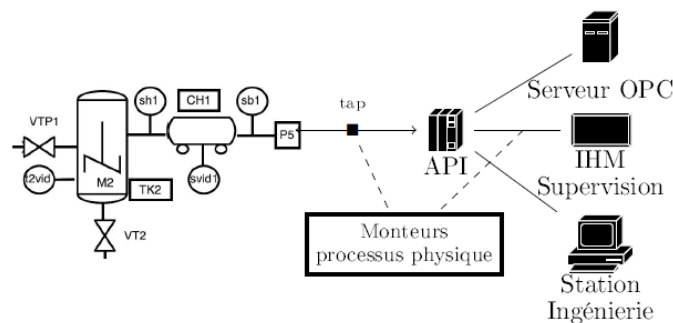 sh1
CH1
sb1
VTP1
P5
tap
M2
t2vid
TK2
svid1
VT2
API
Serveur OPC
IHM
Supervision
Monteurs
processus physique
Station
Ingénierie